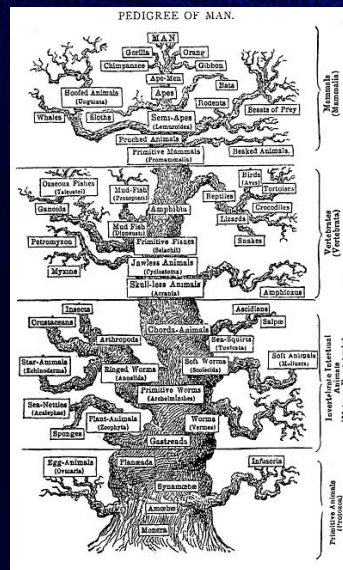 PEDIGREE OF MAN.
MAN
Gorilla
Orang
Chimpanzee
Gibbon
Ape-Men
Apes
Bats
Hoofed Animals
(Ungulata)
Rodents
Beasts of Prey
Whales
Sloths
Semi-Apes
(Lemuroidea)
Pouched Animals
Primitive Mammals
(Promammalia)
Beaked Animals.
Mammals
(Mammalia)
Osseous Fishes
(Teleostei)
Mud-Fish
(Protopteri)
Birds
(Aves)
Tortoises
Reptiles
Ganoids
Amphibia
Crocodiles
Mud Fish
(Dipneusti)
Lizards
Petromyzon
Primitive Fishes
(Selachii)
Snakes
Jawless Animals
(Cyclostoma)
Myxine
Skull-less Animals
(Acrania)
Amphioxus
Vertebrates
(Vertebrata)
Insects
Crustaceans
Ascidians
Chorda-Animals
Salpæ
Arthropods
Sea-Squirts
(Tunicata)
Star-Animals
(Echinoderma)
Ringed Worms
(Annelida)
Soft Worms
(Scolecida)
Soft Animals
(Mollusca)
Primitive Worms
(Archelminthes)
Sea-Nettles
(Acalephae)
Plant-Animals
(Zoophyta)
Worms
(Vermes)
Sponges
Gastreada
Invertebrate Intestinal
Animals
Egg-Animals
(Ovularia)
Planæada
Infusoria
Synamœbæ
Amœbæ
Monera
Primitive Animals
(Protozoa)